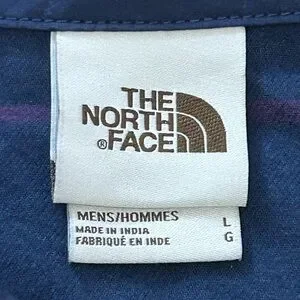 THE
NORTH
®FACE
MENS/HOMMES L
MADE IN INDIA
FABRIQUÉ EN INDE G